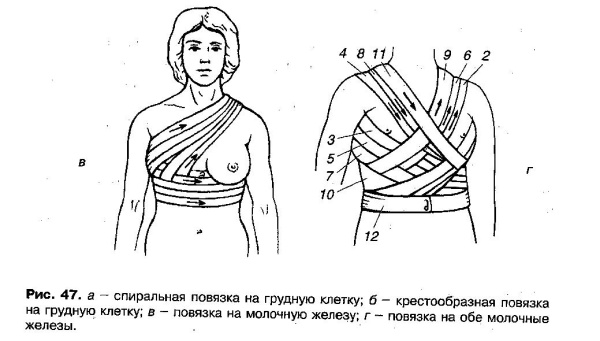 4 8 11 9 6 2
3
5
7
10
12
в
г
Рис. 47. а – спиральная повязка на грудную клетку; б – крестообразная повязка
на грудную клетку; в – повязка на молочную железу; г – повязка на обе молочные
железы.